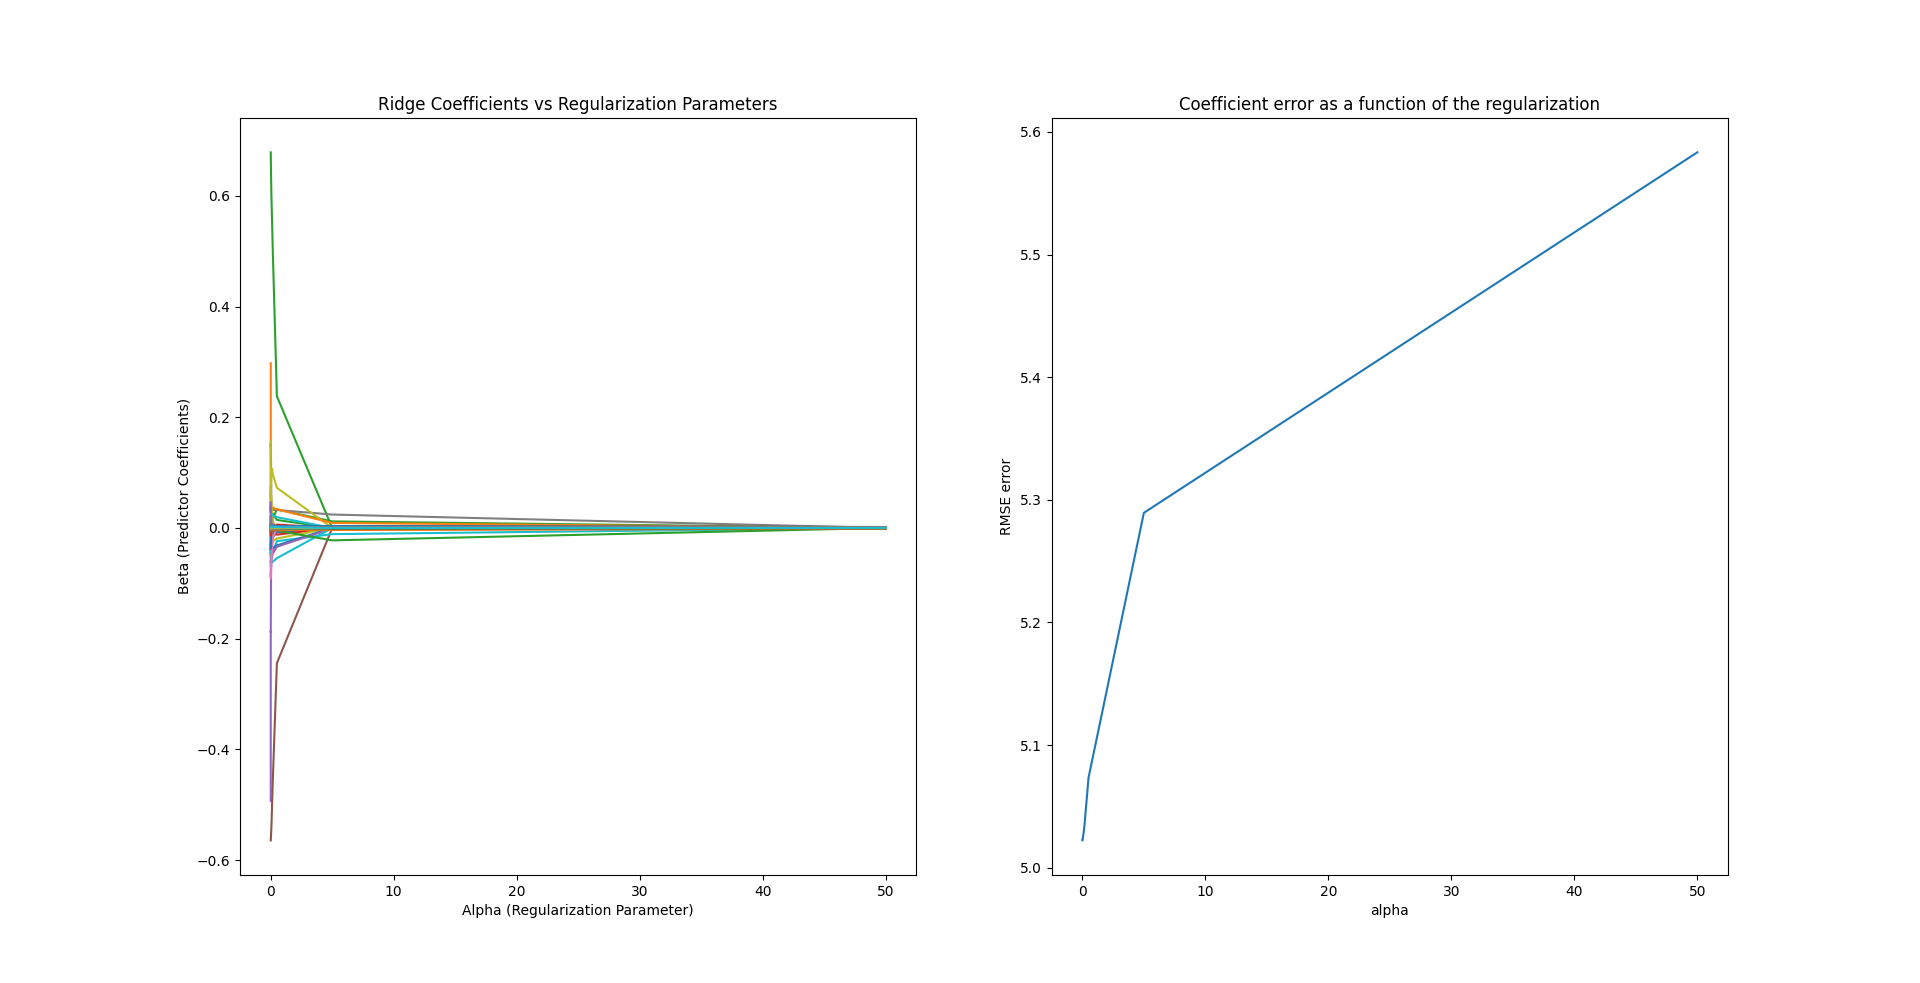 Ridge Coefficients vs Regularization Parameters
Beta (Predictor Coefficients)
0.6
0.4
0.2
0.0
−0.2
−0.4
−0.6
0 10 20 30 40 50
Alpha (Regularization Parameter)
Coefficient error as a function of the regularization
RMSE error
5.6
5.5
5.4
5.3
5.2
5.1
5.0
0 10 20 30 40 50
alpha